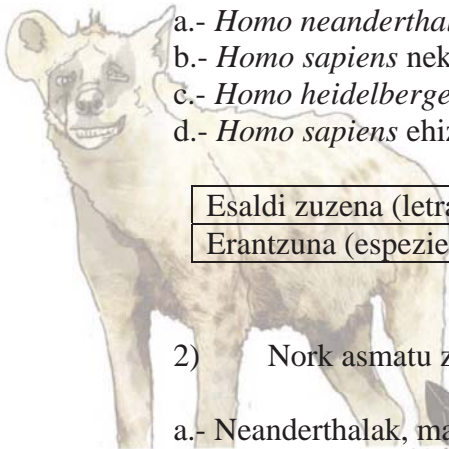 a.- Homo neanderthal
b.- Homo sapiens nek
c.- Homo heidelberge
d.- Homo sapiens ehiz
Esaldi zuzena (letra
Erantzuna (espezie
2) Nork asmatu z
a.- Neanderthalak, ma